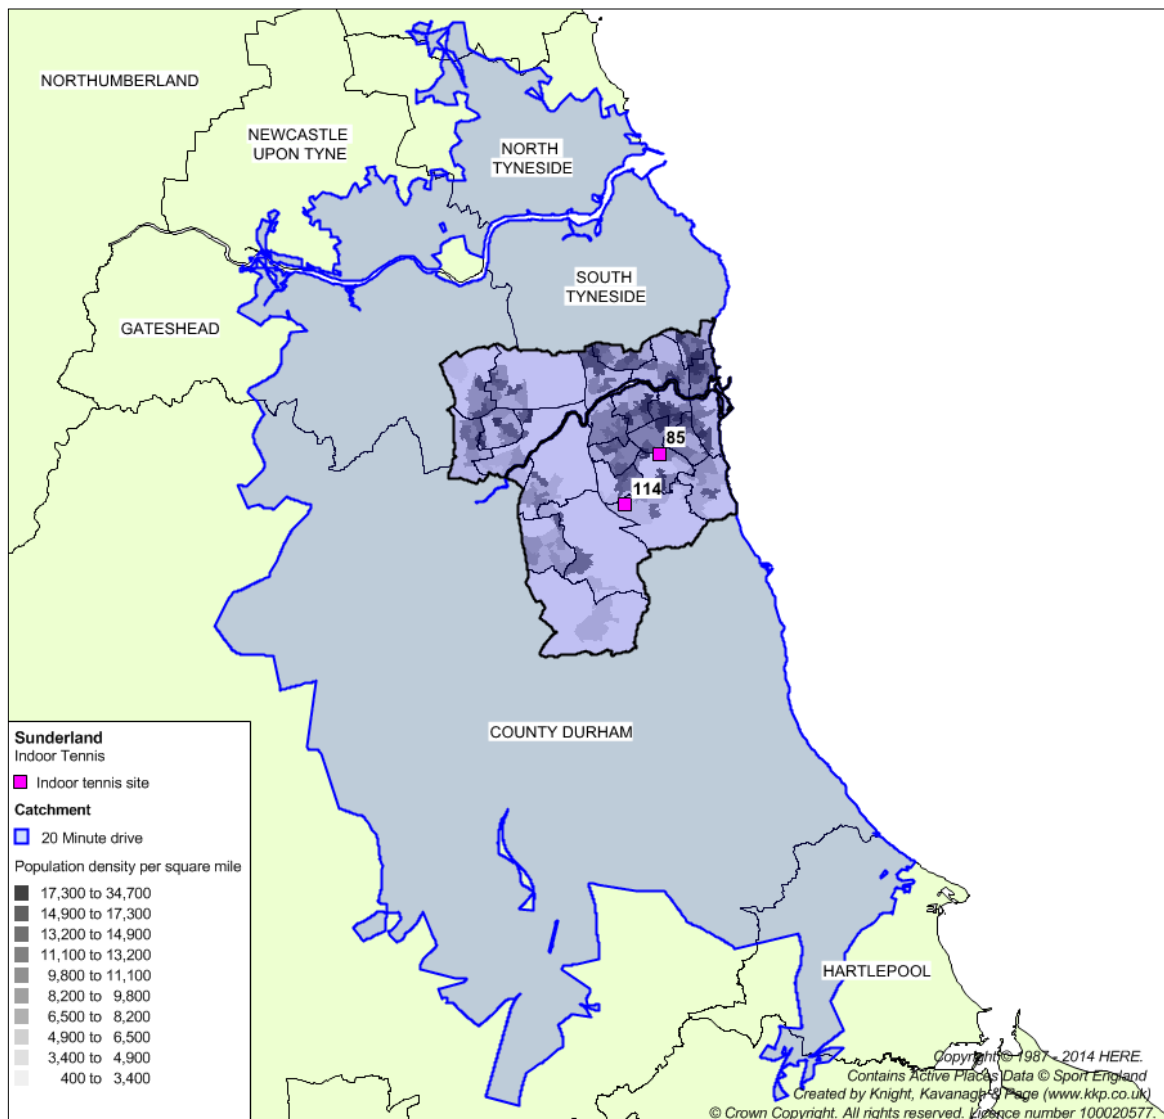 NORTHUMBERLAND
NEWCASTLE
UPON TYNE
NORTH
TYNESIDE
SOUTH
TYNESIDE
GATESHEAD
85
114
COUNTY DURHAM
HARTLEPOOL
Sunderland
Indoor Tennis
Indoor tennis site
Catchment
20 Minute drive
Population density per square mile
17,300 to 34,700
14,900 to 17,300
13,200 to 14,900
11,100 to 13,200
9,800 to 11,100
8,200 to 9,800
6,500 to 8,200
4,900 to 6,500
3,400 to 4,900
400 to 3,400
Copyright © 1987 - 2014 HERE.
Contains Active Places Data © Sport England
Created by Knight, Kavanagh & Page (www.kkp.co.uk)
© Crown Copyright. All rights reserved. Licence number 100020577.